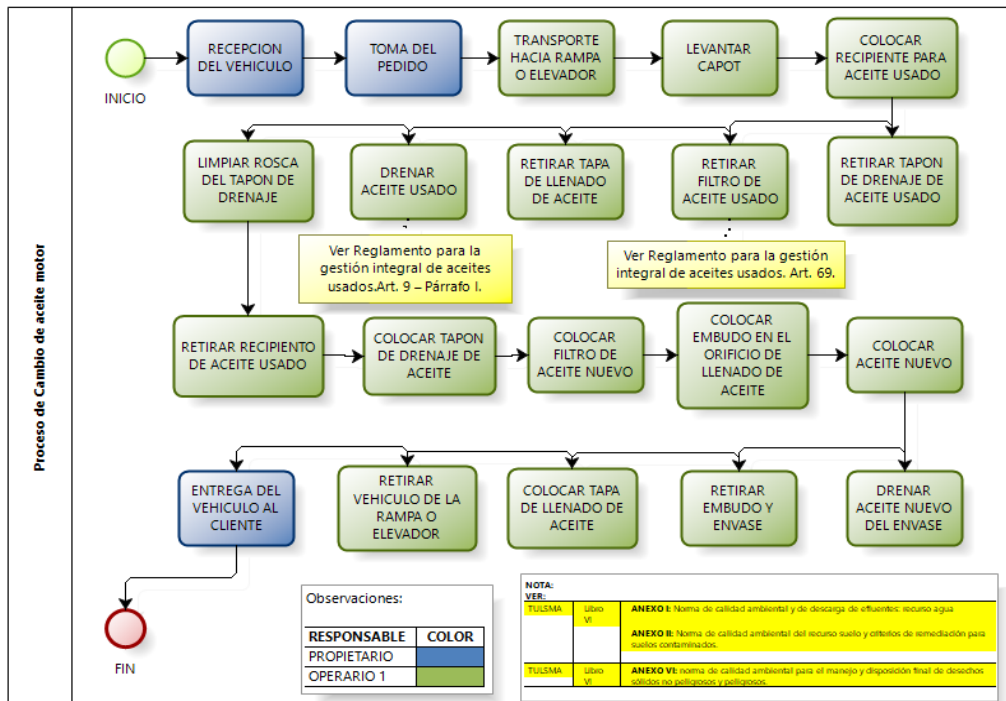 Proceso de Cambio de aceite motor
INICIO
RECEPCION
DEL VEHICULO
TOMA DEL
PEDIDO
TRANSPORTE
HACIA RAMPA
O ELEVADOR
LEVANTAR
CAPOT
COLOCAR
RECIPIENTE PARA
ACEITE USADO
LIMPIAR ROSCA
DEL TAPON DE
DRENAJE
DRENAR
ACEITE USADO
RETIRAR TAPA
DE LLENADO
DE ACEITE
RETIRAR
FILTRO DE
ACEITE USADO
RETIRAR TAPON
DE DRENAJE DE
ACEITE USADO
Ver Reglamento para la
gestión integral de aceites
usados.Art. 9 – Párrafo I.
Ver Reglamento para la gestión
integral de aceites usados. Art. 69.
RETIRAR RECIPIENTO
DE ACEITE USADO
COLOCAR TAPON
DE DRENAJE DE
ACEITE
COLOCAR
FILTRO DE
ACEITE NUEVO
COLOCAR
EMBUDO EN EL
ORIFICIO DE
LLENADO DE
ACEITE
COLOCAR
ACEITE NUEVO
ENTREGA DEL
VEHICULO AL
CLIENTE
RETIRAR
VEHICULO DE LA
RAMPA O
ELEVADOR
COLOCAR TAPA
DE LLENADO DE
ACEITE
RETIRAR
EMBUDO Y
ENVASE
DRENAR
ACEITE NUEVO
DEL ENVASE
FIN
Observaciones:
RESPONSABLE COLOR
PROPIETARIO
OPERARIO 1
NOTA:
VER:
TULSMA Libro VI ANEXO I: Norma de calidad ambiental y de descarga de efluentes: recurso agua
ANEXO II: Norma de calidad ambiental del recurso suelo y criterios de remediación para
suelos contaminados.
TULSMA Libro VI ANEXO VI: norma de calidad ambiental para el manejo y disposición final de desechos
sólidos no peligrosos y peligrosos.